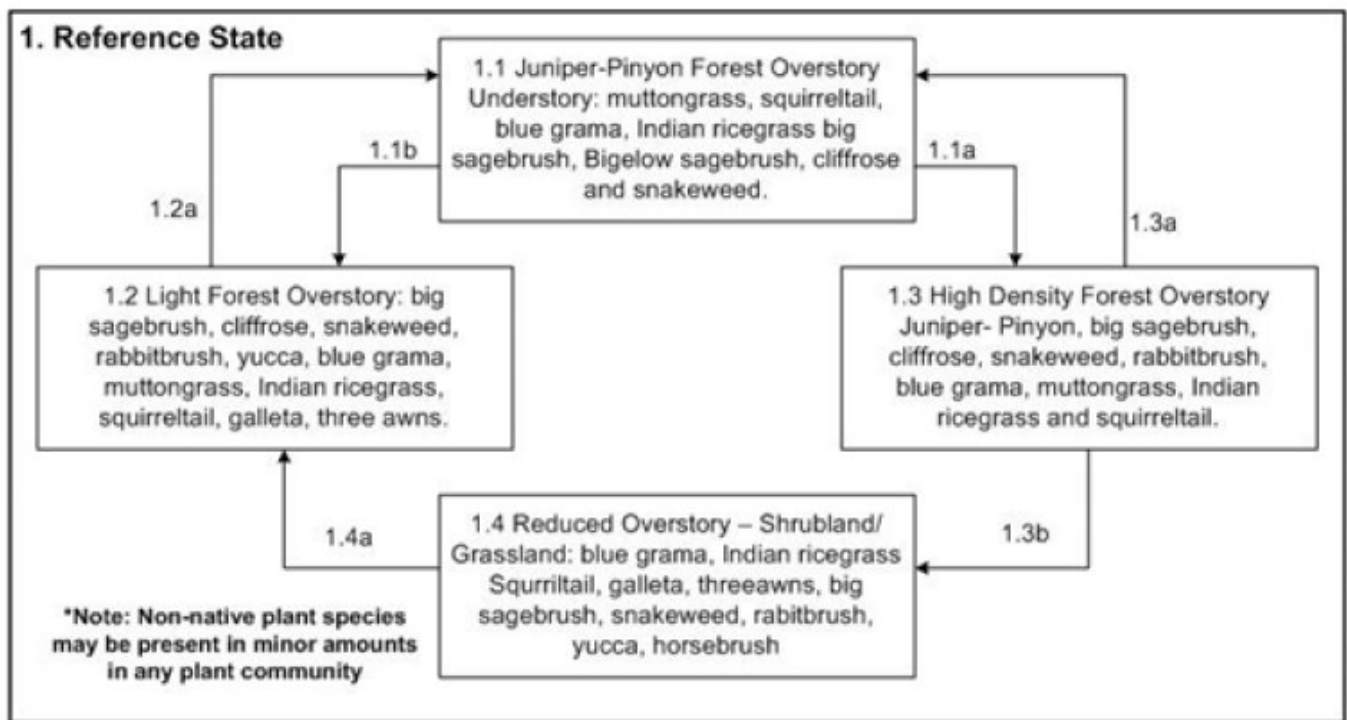 1. Reference State
1.1 Juniper-Pinyon Forest Overstory
Understory: muttongrass, squirreltail,
blue grama, Indian ricegrass big
sagebrush, Bigelow sagebrush, cliffrose
and snakeweed.
1.1b
1.1a
1.2a
1.3a
1.2 Light Forest Overstory: big
sagebrush, cliffrose, snakeweed,
rabbitbrush, yucca, blue grama,
muttongrass, Indian ricegrass,
squirreltail, galleta, three awns.
1.3 High Density Forest Overstory
Juniper- Pinyon, big sagebrush,
cliffrose, snakeweed, rabbitbrush,
blue grama, muttongrass, Indian
ricegrass and squirreltail.
1.4a
1.3b
1.4 Reduced Overstory – Shrubland/
Grassland: blue grama, Indian ricegrass
Squrriltail, galleta, threeawns, big
sagebrush, snakeweed, rabitbrush,
yucca, horsebrush
*Note: Non-native plant species
may be present in minor amounts
in any plant community